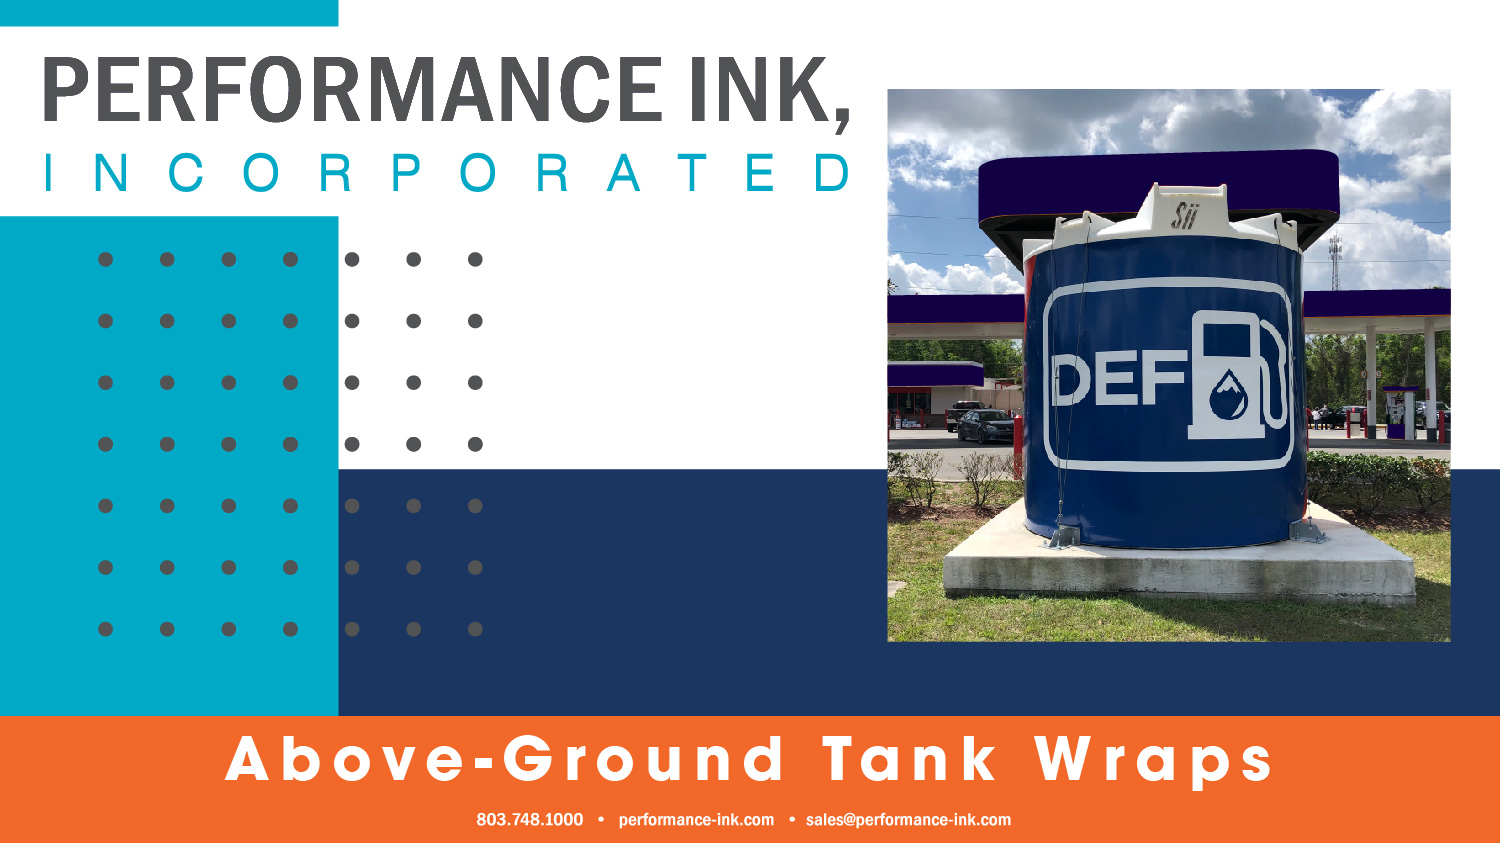 PERFORMANCE INK,
INCORPORATED
Sii
DEF
Above-Ground Tank Wraps
803.748.1000 • performance-ink.com • sales@performance-ink.com